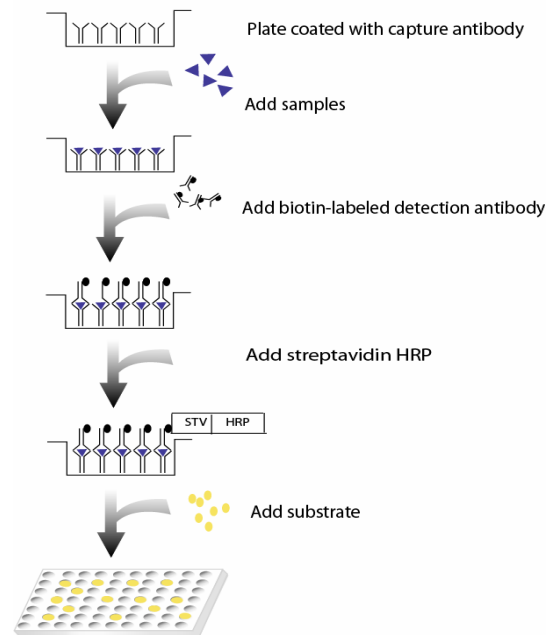 Plate coated with capture antibody
Add samples
Add biotin-labeled detection antibody
Add streptavidin HRP
STV HRP
Add substrate